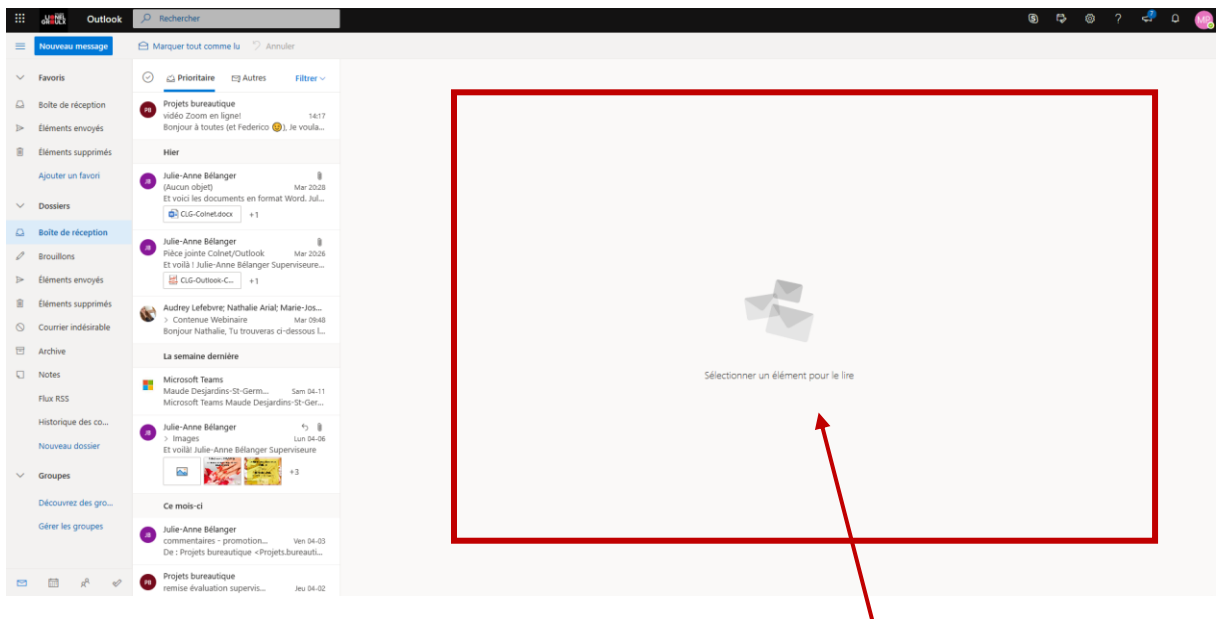 LIONEL
GROULX
Outlook
Rechercher
MP
Nouveau message
Marquer tout comme lu
Annuler
Favoris
Boîte de réception
Éléments envoyés
Éléments supprimés
Ajouter un favori
Dossiers
Boîte de réception
Brouillons
Éléments envoyés
Éléments supprimés
Courrier indésirable
Archive
Notes
Flux RSS
Historique des co...
Nouveau dossier
Groupes
Découvrez des gro...
Gérer les groupes
Prioritaire
Autres
Filtrer
PB
Projets bureautique
vidéo Zoom en ligne! 14:17
Bonjour à toutes (et Federico 😉), Je voula...
Hier
JB
Julie-Anne Bélanger
(Aucun objet) Mar 20:28
Et voici les documents en format Word. Jul...
CLG-Colnet.docx +1
JB
Julie-Anne Bélanger
Pièce jointe Colnet/Outlook Mar 20:26
Et voilà ! Julie-Anne Bélanger Superviseure...
CLG-Outlook-C... +1
Audrey Lefebvre; Nathalie Arial; Marie-Jos...
> Contenue Webinaire Mar 09:48
Bonjour Nathalie, Tu trouveras ci-dessous l...
La semaine dernière
Microsoft Teams
Maude Desjardins-St-Germ... Sam 04-11
Microsoft Teams Maude Desjardins-St-Ger...
JB
Julie-Anne Bélanger
> Images Lun 04-06
Et voilà! Julie-Anne Bélanger Superviseure
+3
Ce mois-ci
JB
Julie-Anne Bélanger
commentaires - promotion... Ven 04-03
De : Projets bureautique <Projets.bureauti...
PB
Projets bureautique
remise évaluation supervis... Jeu 04-02
Sélectionner un élément pour le lire